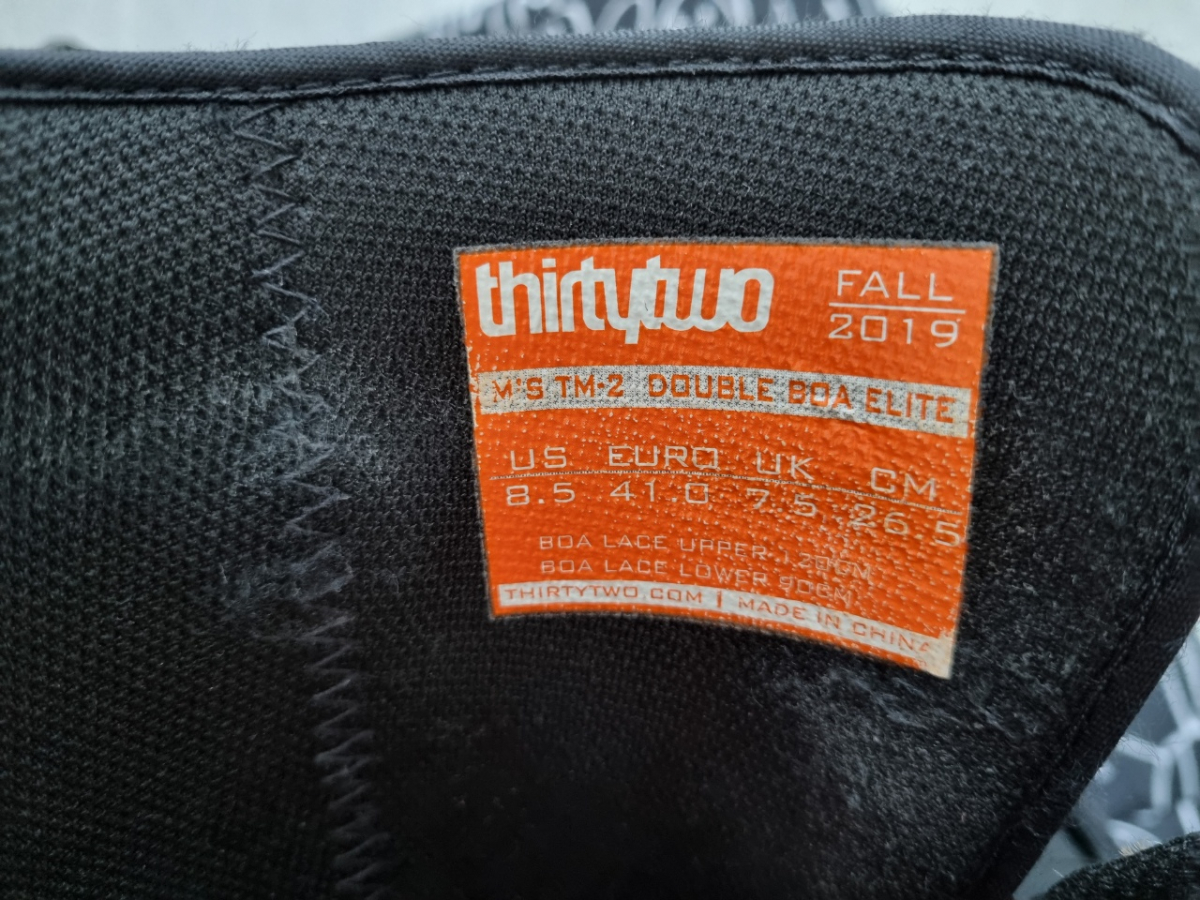 thirtytwo
FALL
2019
M'S TM-2 DOUBLE BOA ELITE
US EURO UK CM
8.5 41.0 7.5 26.5
BOA LACE UPPER 120CM
BOA LACE LOWER 90CM
THIRTYTWO.COM | MADE IN CHINA